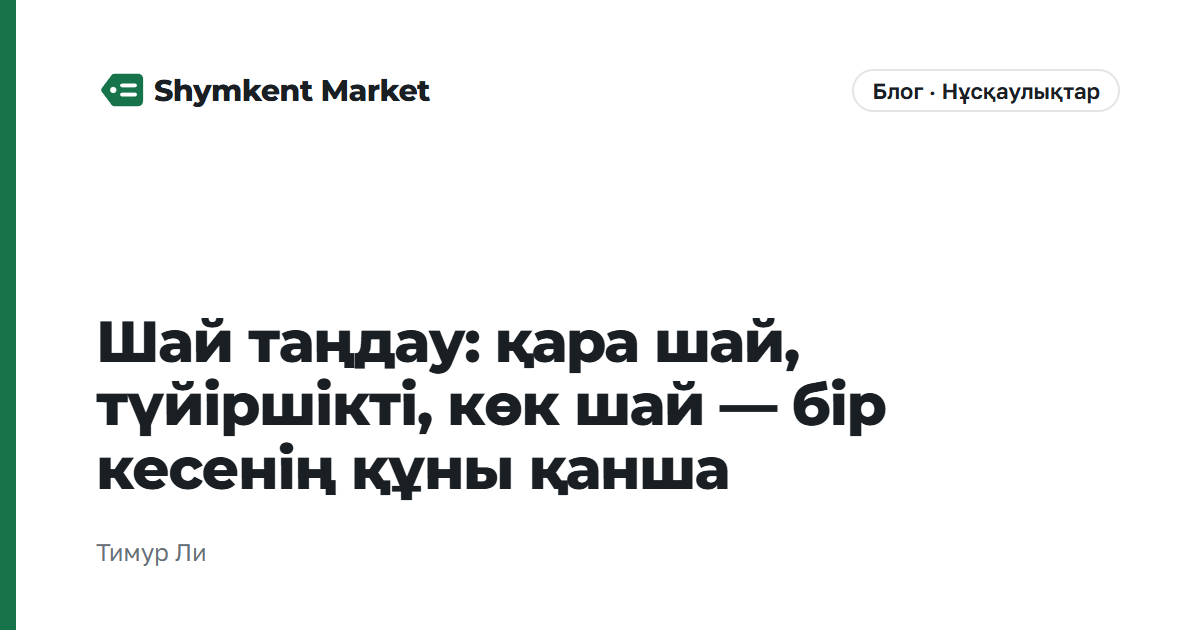 Shymkent Market
Блог · Нұсқаулықтар
Шай таңдау: қара шай,
түйіршікті, көк шай — бір
кесенің құны қанша
Тимур Ли